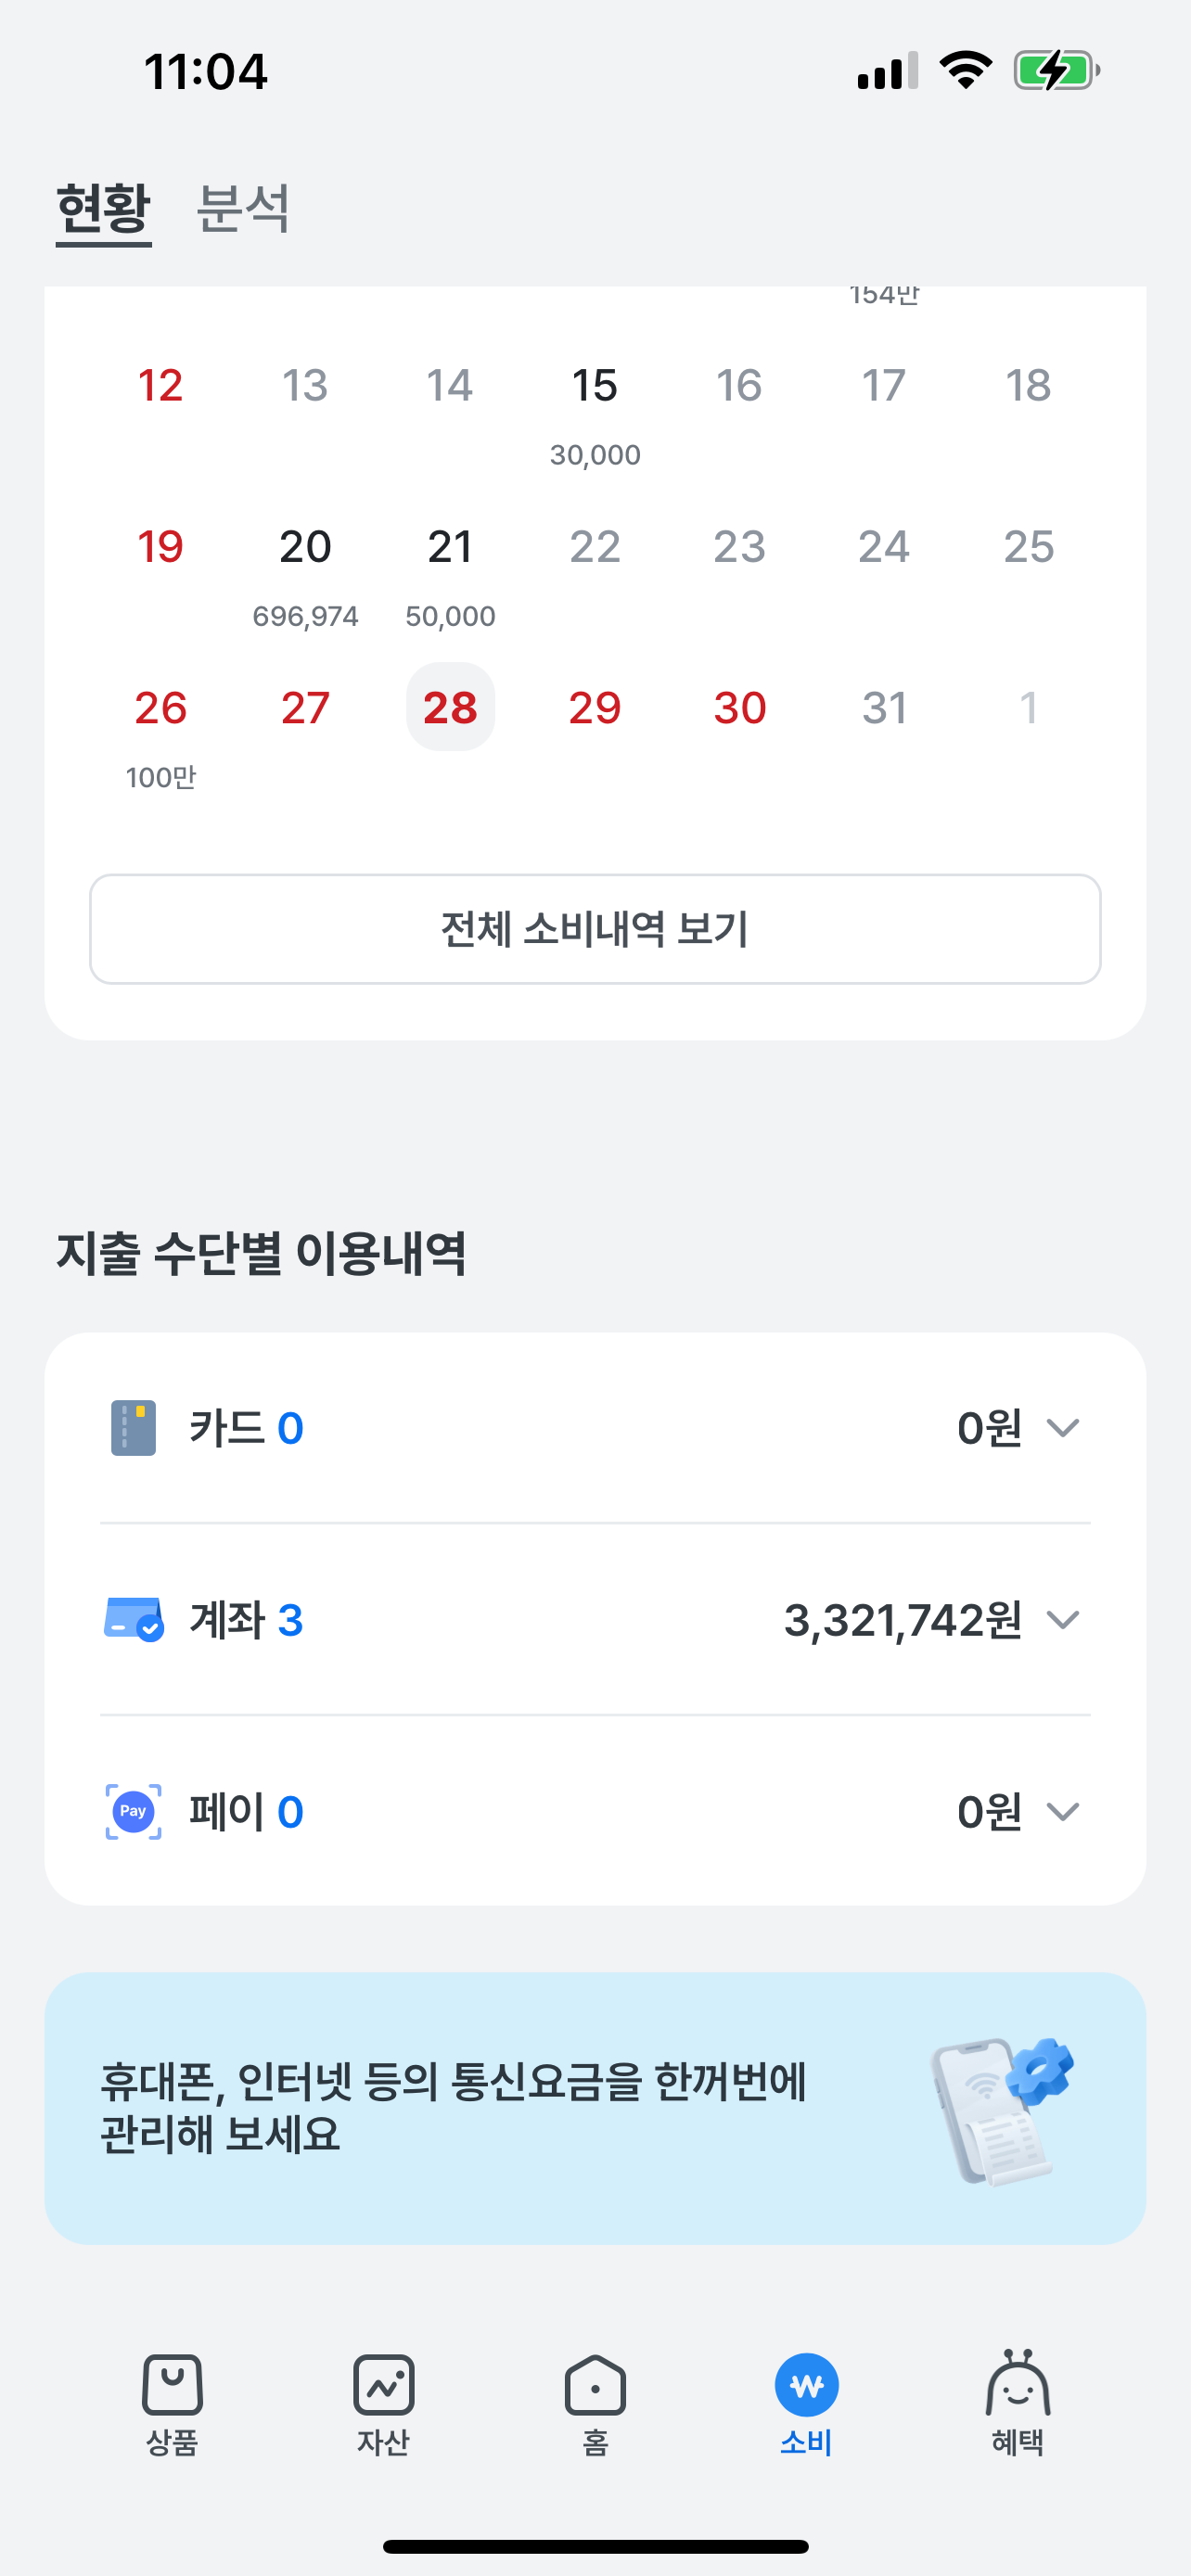 11:04
현황 분석
154만
12 13 14 15 16 17 18
30,000
19 20 21 22 23 24 25
696,974 50,000
26 27 28 29 30 31 1
100만
전체 소비내역 보기
지출 수단별 이용내역
카드 0 0원
계좌 3 3,321,742원
Pay 페이 0 0원
휴대폰, 인터넷 등의 통신요금을 한꺼번에
관리해 보세요
상품 자산 홈 소비 혜택